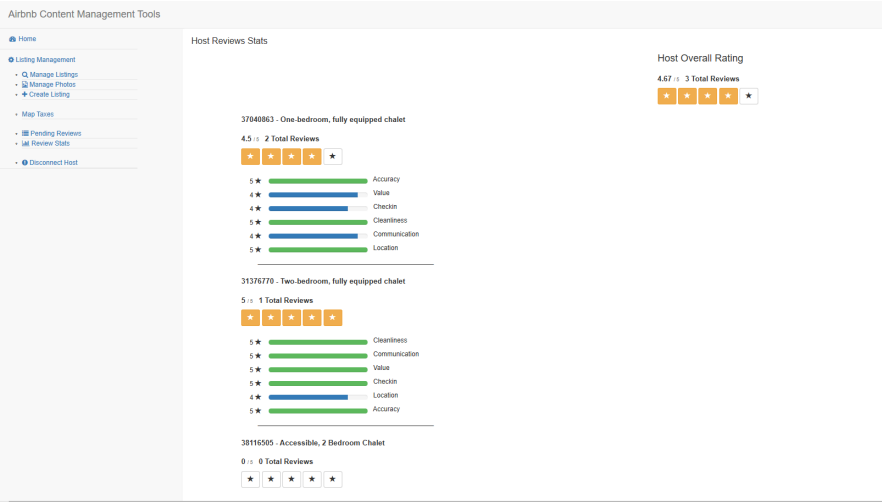 Airbnb Content Management Tools
Home
Listing Management
Manage Listings
Manage Photos
Create Listing
Map Taxes
Pending Reviews
Review Stats
Disconnect Host
Host Reviews Stats
Host Overall Rating
4.67 / 5 3 Total Reviews
37040863 - One-bedroom, fully equipped chalet
4.5 / 5 2 Total Reviews
5 ★ Accuracy
4 ★ Value
4 ★ Checkin
5 ★ Cleanliness
4 ★ Communication
5 ★ Location
31376770 - Two-bedroom, fully equipped chalet
5 / 5 1 Total Reviews
5 ★ Cleanliness
5 ★ Communication
5 ★ Value
5 ★ Checkin
4 ★ Location
5 ★ Accuracy
38116505 - Accessible, 2 Bedroom Chalet
0 / 5 0 Total Reviews